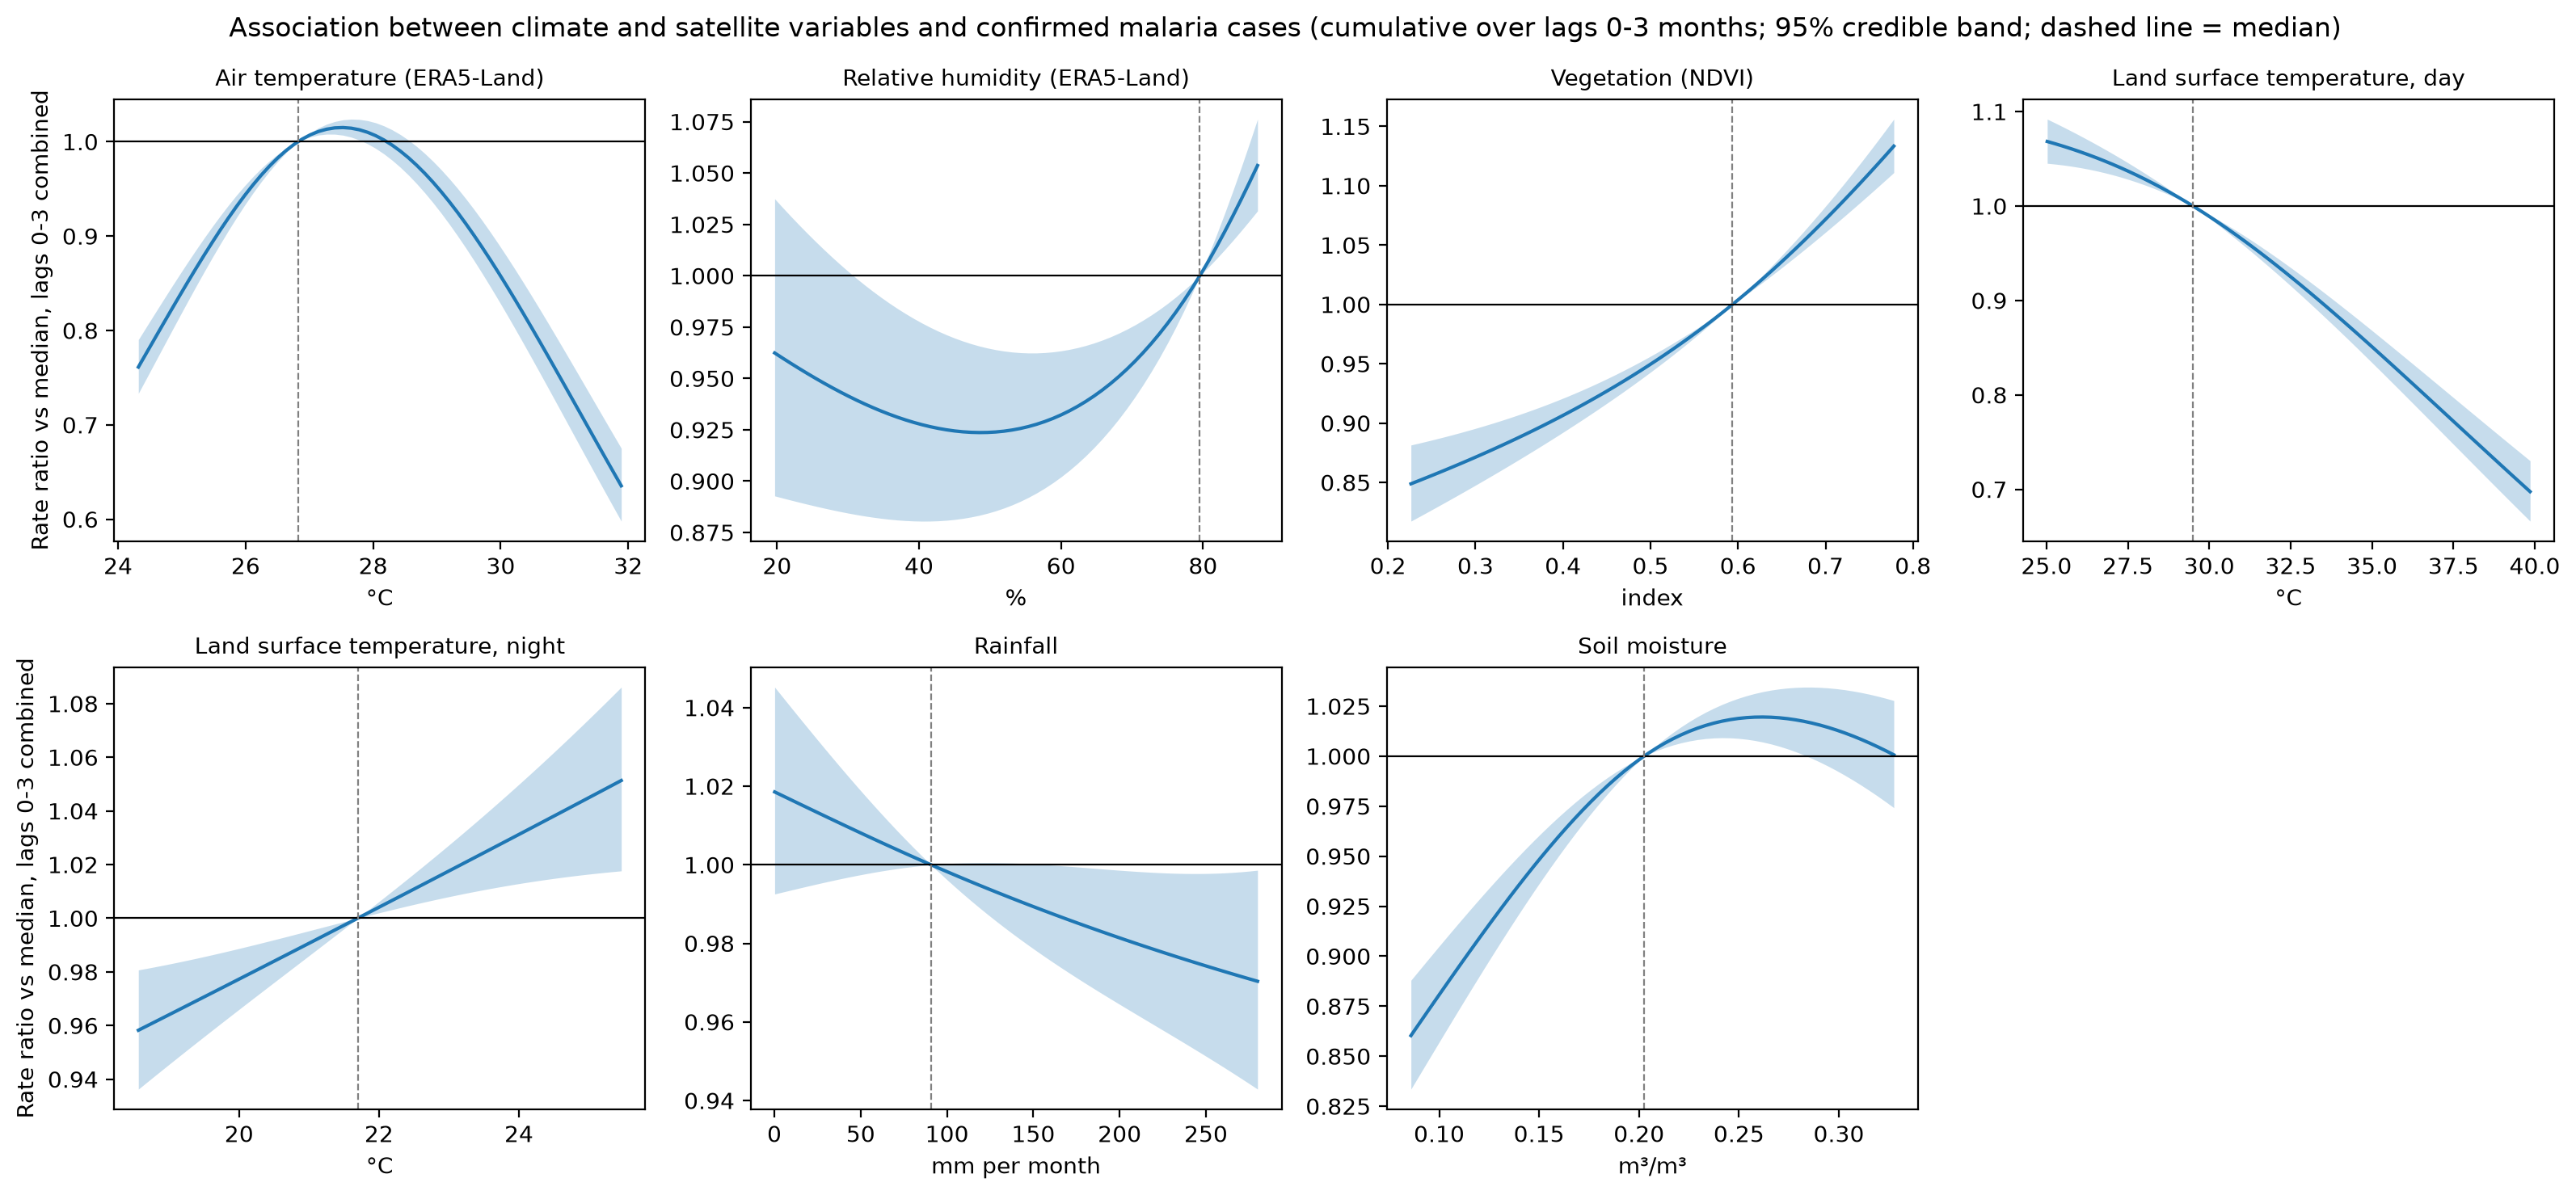 Association between climate and satellite variables and confirmed malaria cases (cumulative over lags 0-3 months; 95% credible band; dashed line = median)
Air temperature (ERA5-Land)
Rate ratio vs median, lags 0-3 combined
1.0
0.9
0.8
0.7
0.6
24 26 28 30 32
°C
Relative humidity (ERA5-Land)
1.075
1.050
1.025
1.000
0.975
0.950
0.925
0.900
0.875
20 40 60 80
%
Vegetation (NDVI)
1.15
1.10
1.05
1.00
0.95
0.90
0.85
0.2 0.3 0.4 0.5 0.6 0.7 0.8
index
Land surface temperature, day
1.1
1.0
0.9
0.8
0.7
25.0 27.5 30.0 32.5 35.0 37.5 40.0
°C
Land surface temperature, night
Rate ratio vs median, lags 0-3 combined
1.08
1.06
1.04
1.02
1.00
0.98
0.96
0.94
20 22 24
°C
Rainfall
1.04
1.02
1.00
0.98
0.96
0.94
0 50 100 150 200 250
mm per month
Soil moisture
1.025
1.000
0.975
0.950
0.925
0.900
0.875
0.850
0.825
0.10 0.15 0.20 0.25 0.30
m³/m³